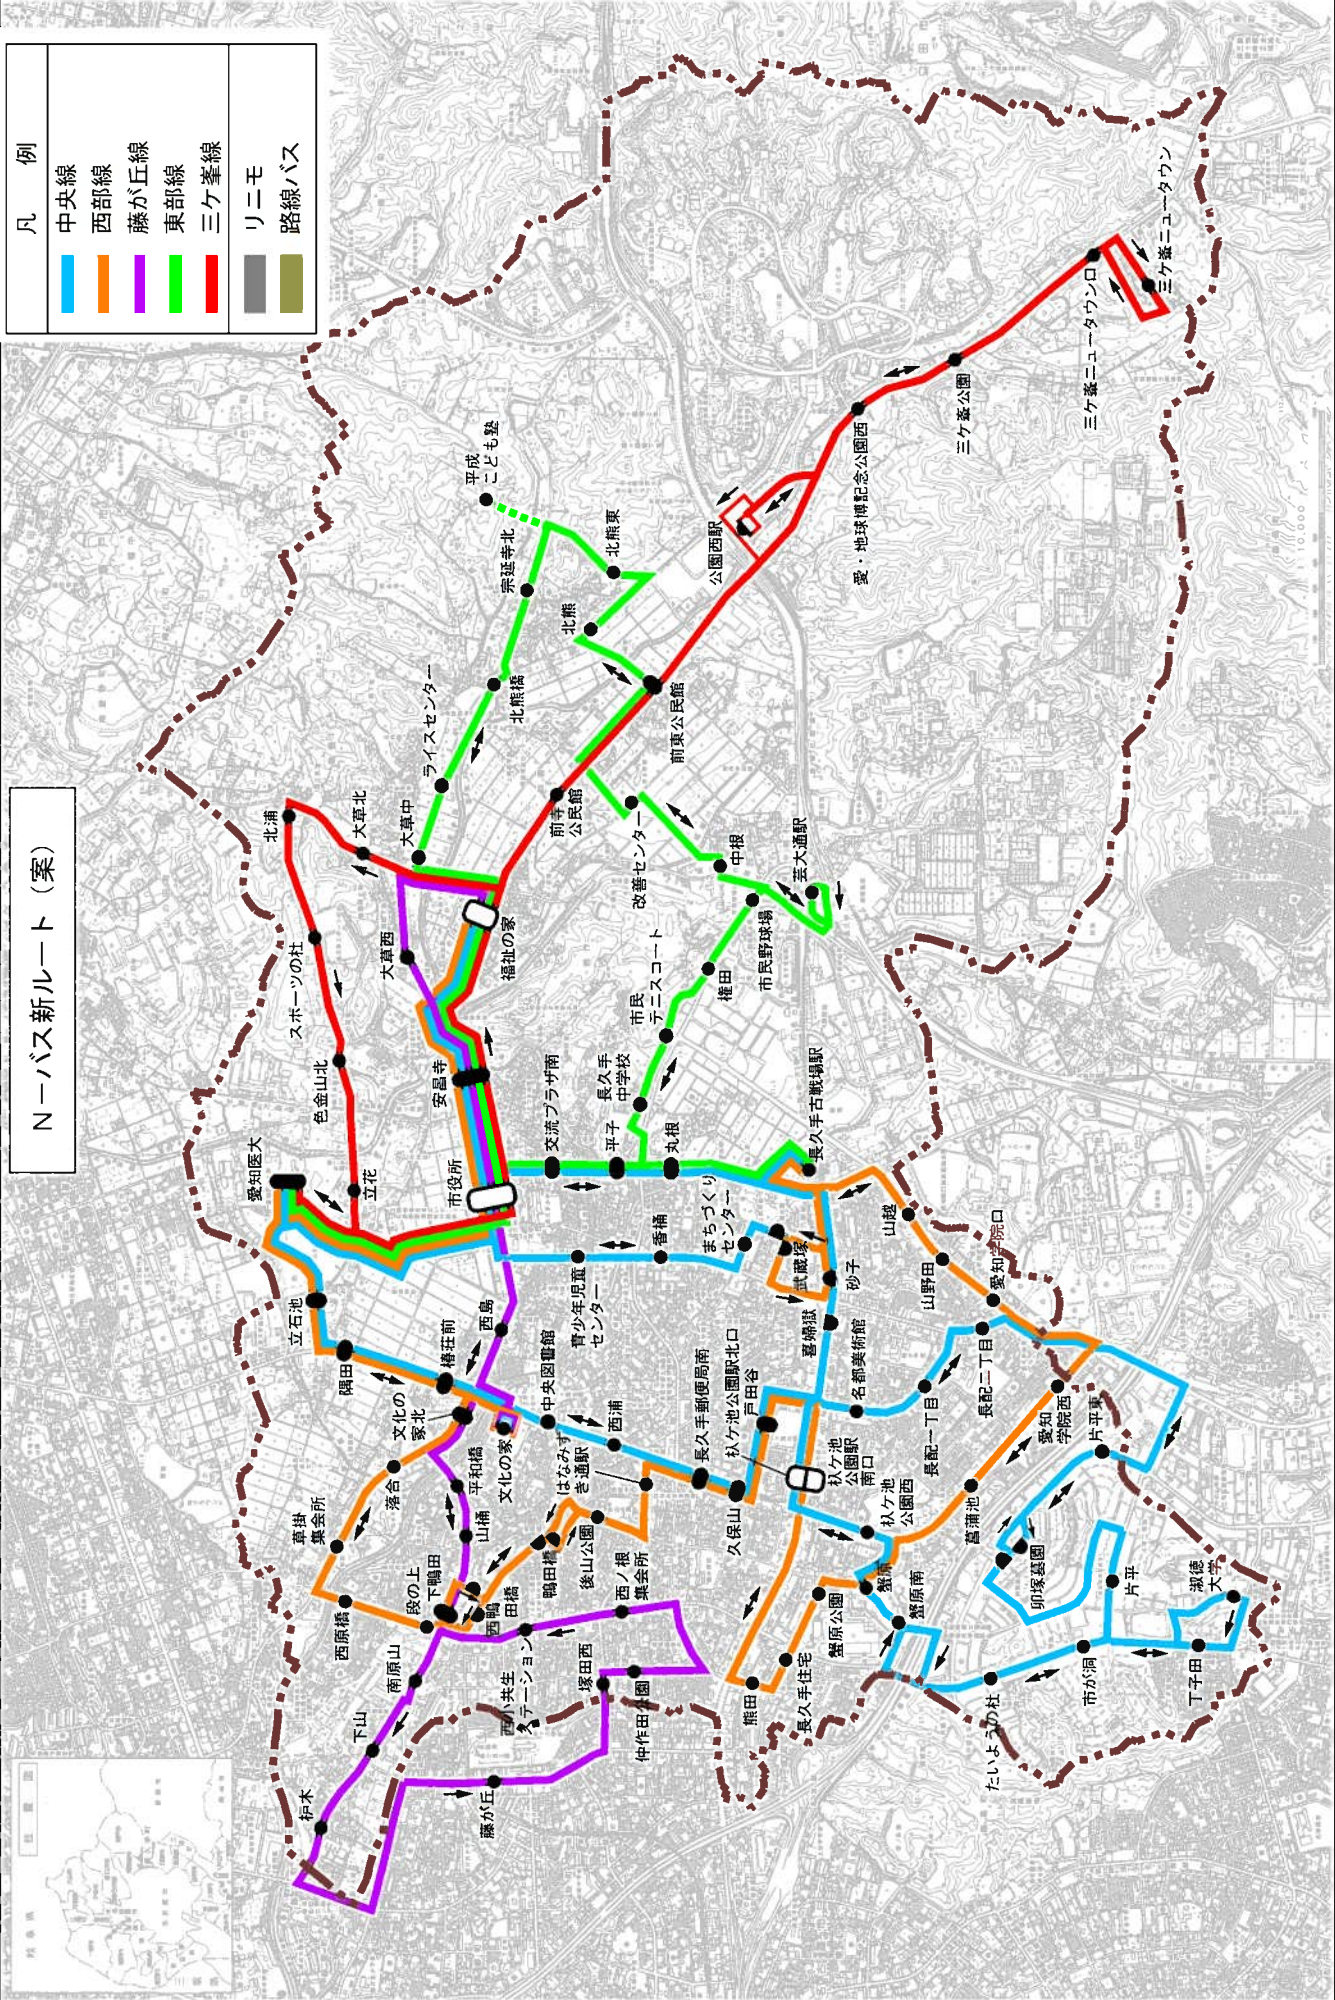 N－バス新ルート（案）
凡　例
中央線
西部線
藤が丘線
東部線
三ケ峯線
リニモ
路線バス
愛知医大
立石池
隅田
椿荘前
文化の
家北
落合
草掛
集会所
西原橋
段の上
下鴨田
南原山
下山
栌木
藤が丘
西島
平和橋
文化の家
山桶
西鴨
田橋
鴨田橋
はなみず
き通駅
後山公園
西ノ根
集会所
西小共生
ステーション
塚田西
仲作田公園
中央図書館
西浦
長久手郵便局南
久保山
芦田谷
杁ケ池公園駅北口
杁ケ池
公園駅
南口
杁ケ池
公園西
熊田
長久手住宅
蟹原公園
蟹原
蟹原南
たいようの杜
市が洞
丁子田
淑徳
大学
片平
卯塚墓園
片平東
菖蒲池
愛知
学院西
長配二丁目
長配一丁目
名都美術館
喜婦嶽
砂子
武蔵塚
まちづくり
センター
香桶
青少年児童
センター
山越
山野田
愛知学院口
長久手古戦場駅
丸根
平子
交流プラザ南
市役所
安昌寺
福祉の家
大草西
立花
色金山北
スポーツの杜
北浦
大草北
大草中
ライスセンター
北熊橋
宗延寺北
平成
こども塾
北熊東
北熊
前東公民館
前寺
公民館
改善センター
中根
芸大通駅
市民野球場
権田
市民
テニスコート
長久手
中学校
公園西駅
愛・地球博記念公園西
三ケ峯公園
三ケ峯ニュータウン口
三ケ峯ニュータウン